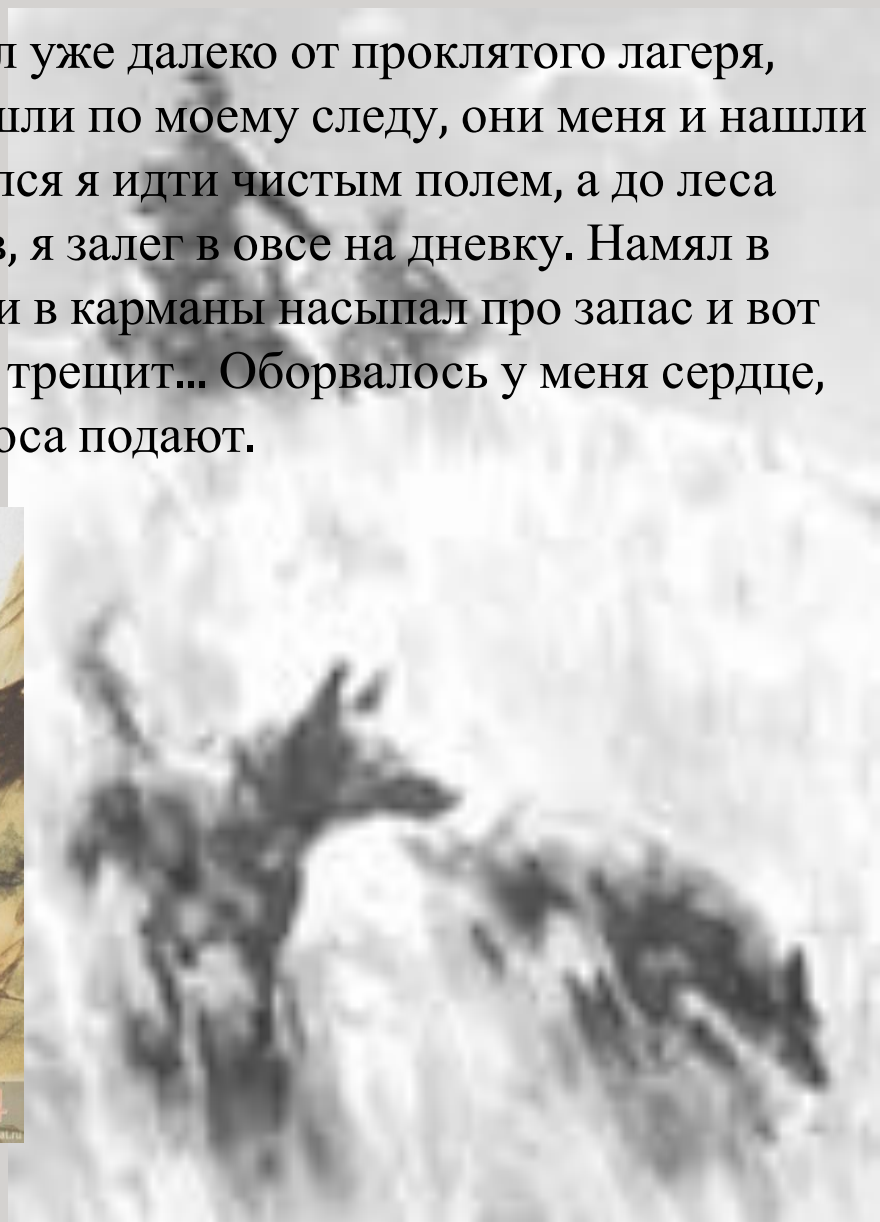 л уже далеко от проклятого лагеря,
шли по моему следу, они меня и нашли
лся я идти чистым полем, а до леса
в, я залег в овсе на дневку. Намял в
и в карманы насыпал про запас и вот
трещит... Оборвалось у меня сердце,
оса подают.